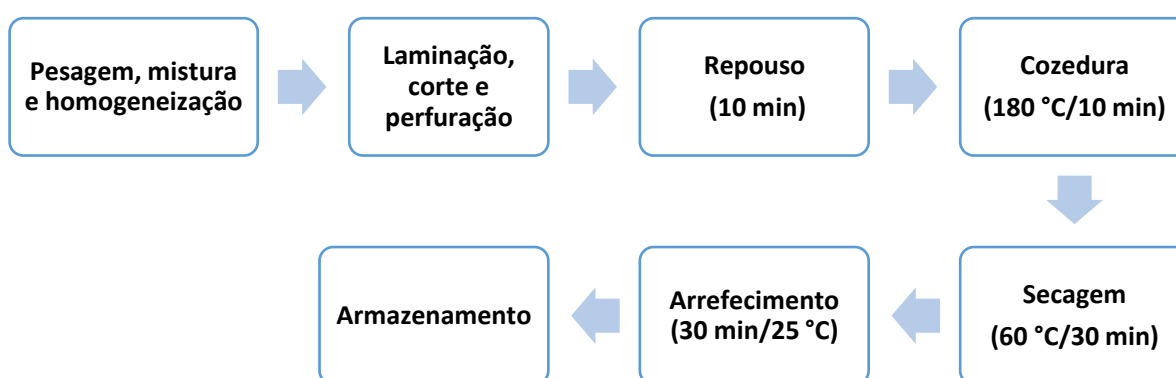 Pesagem, mistura
e homogeneização
Laminação,
corte e
perfuração
Repouso
(10 min)
Cozedura
(180 °C/10 min)
Secagem
(60 °C/30 min)
Arrefecimento
(30 min/25 °C)
Armazenamento